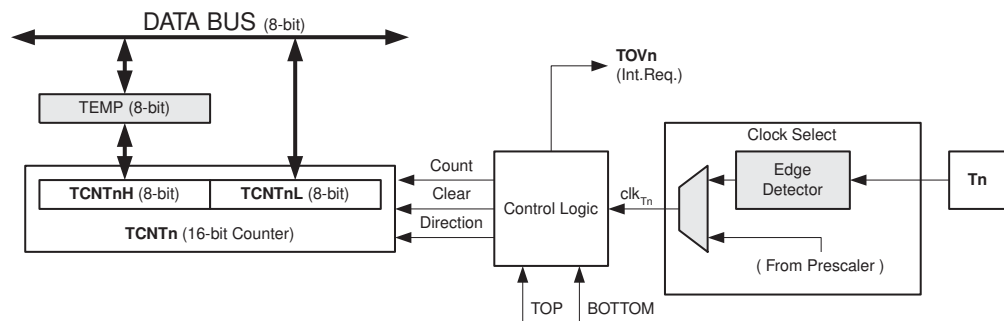 DATA BUS (8-bit)
TOVn
(Int.Req.)
TEMP (8-bit)
Clock Select
Count
Edge
Detector
Tn
TCNTnH (8-bit)
TCNTnL (8-bit)
Clear
Control Logic
clkTn
Direction
TCNTn (16-bit Counter)
( From Prescaler )
TOP
BOTTOM